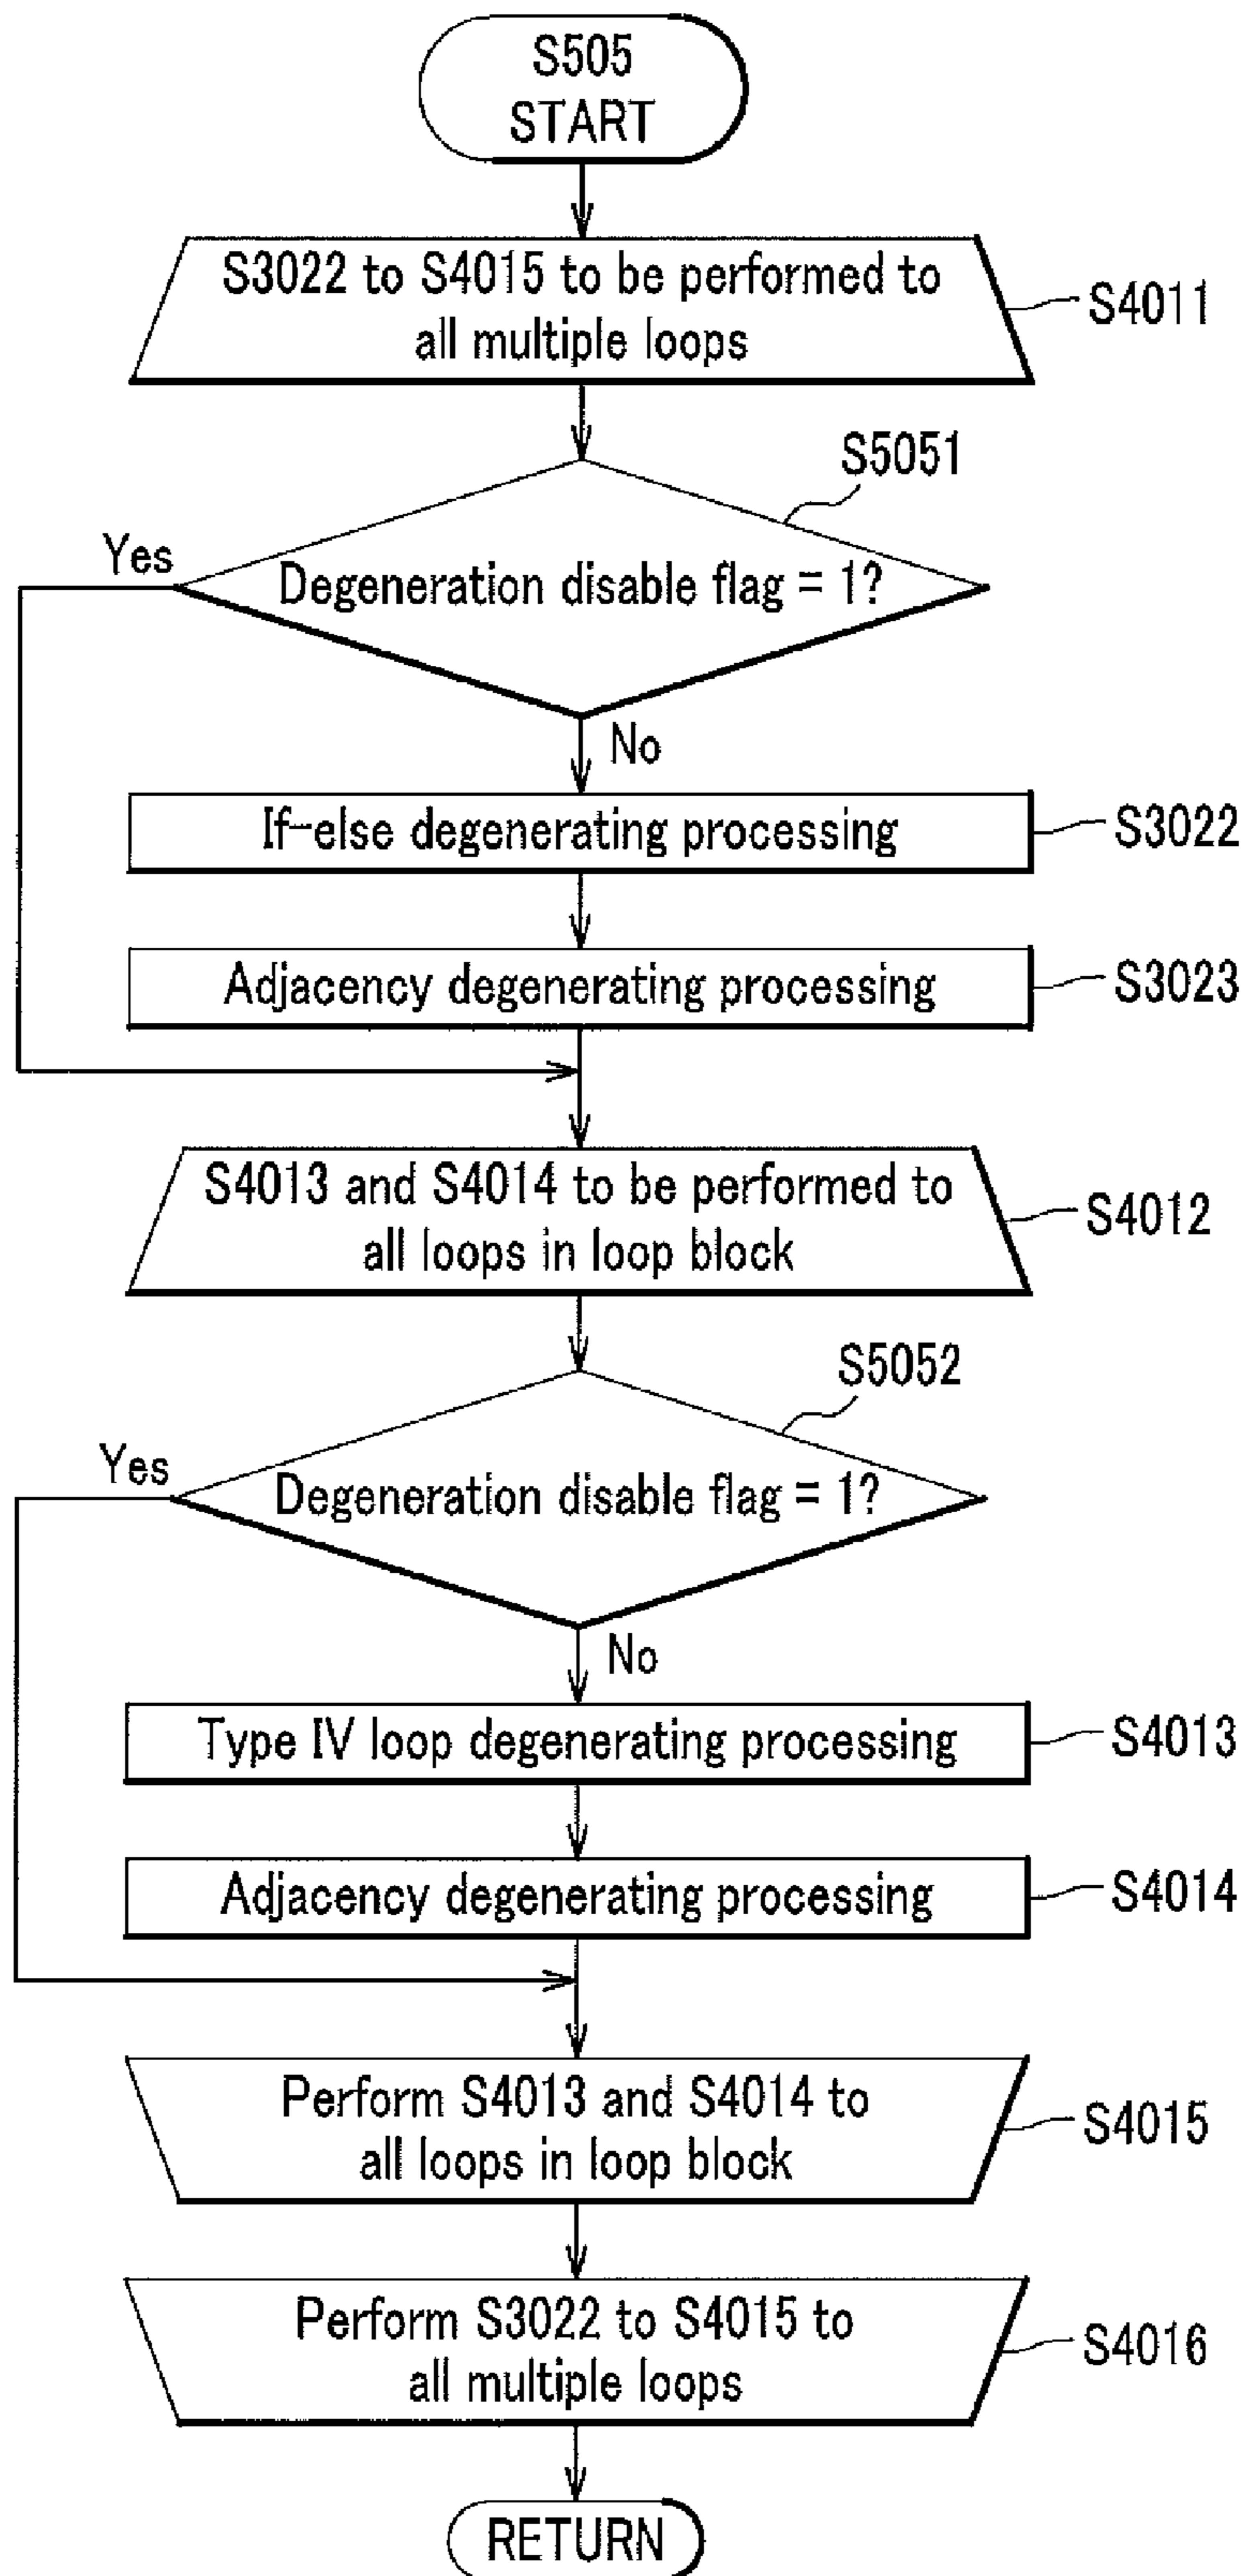 S505
START
S3022 to S4015 to be performed to
all multiple loops
S4011
S5051
Yes
Degeneration disable flag = 1?
No
If-else degenerating processing
S3022
Adjacency degenerating processing
S3023
S4013 and S4014 to be performed to
all loops in loop block
S4012
S5052
Yes
Degeneration disable flag = 1?
No
Type IV loop degenerating processing
S4013
Adjacency degenerating processing
S4014
Perform S4013 and S4014 to
all loops in loop block
S4015
Perform S3022 to S4015 to
all multiple loops
S4016
RETURN